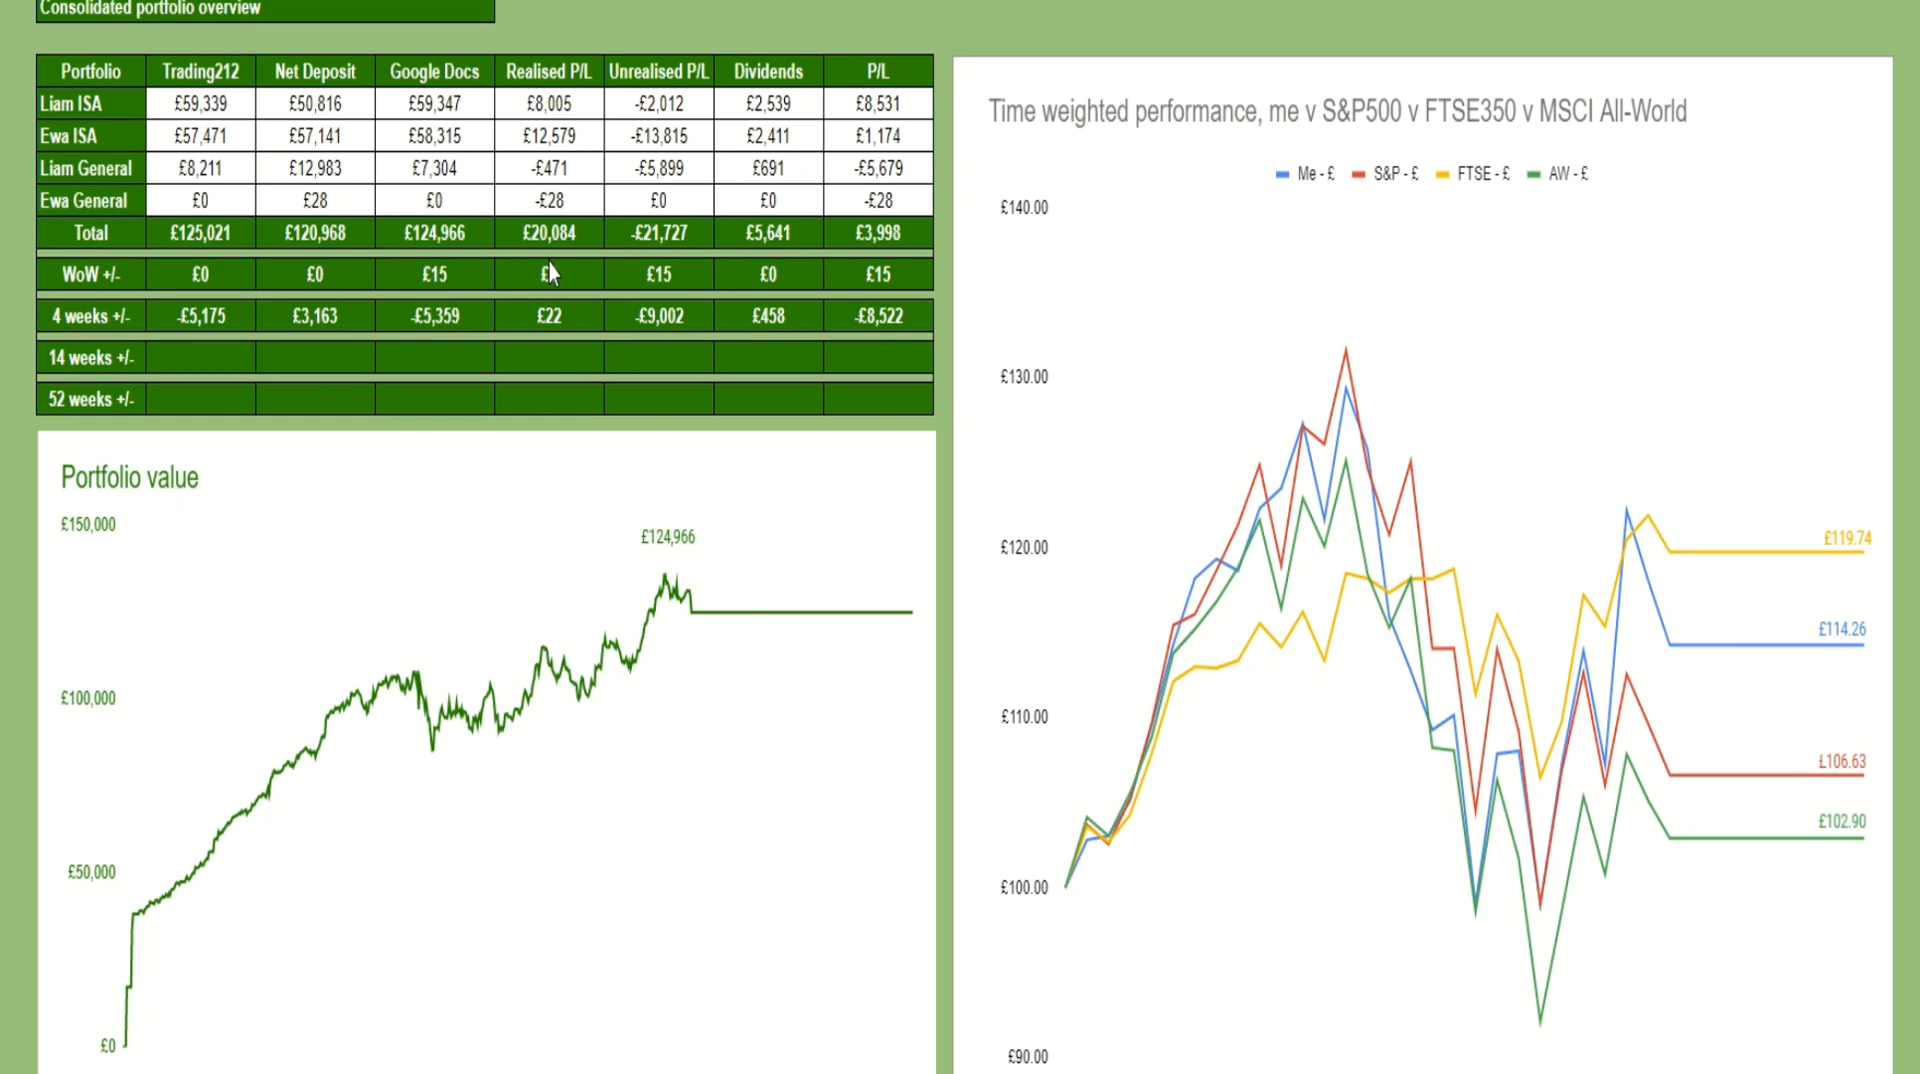 Consolidated portfolio overview
Portfolio Trading212 Net Deposit Google Docs Realised P/L Unrealised P/L Dividends P/L
Liam ISA £59,339 £50,816 £59,347 £8,005 -£2,012 £2,539 £8,531
Ewa ISA £57,471 £57,141 £58,315 £12,579 -£13,815 £2,411 £1,174
Liam General £8,211 £12,983 £7,304 -£471 -£5,899 £691 -£5,679
Ewa General £0 £28 £0 -£28 £0 £0 -£28
Total £125,021 £120,968 £124,966 £20,084 -£21,727 £5,641 £3,998
WoW +/- £0 £0 £15 £ £15 £0 £15
4 weeks +/- -£5,175 £3,163 -£5,359 £22 -£9,002 £458 -£8,522
14 weeks +/-
52 weeks +/-
Portfolio value
£150,000
£124,966
£100,000
£50,000
£0
Time weighted performance, me v S&P500 v FTSE350 v MSCI All-World
Me - £ S&P - £ FTSE - £ AW - £
£140.00
£130.00
£120.00
£119.74
£114.26
£110.00
£106.63
£102.90
£100.00
£90.00